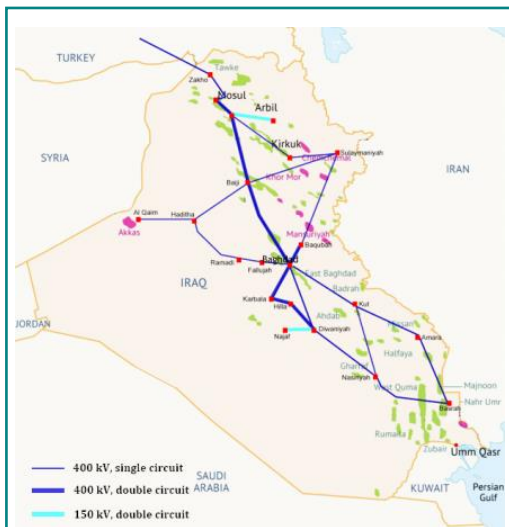 TURKEY
Tawke
Zakho
Mosul
Arbil
Kirkuk
SYRIA
Sulaymaniyah
Chemchemal
IRAN
Khor Mor
Baiji
Al Qaim
Haditha
Akkas
Mansuriyah
Baqubah
Ramadi
Fallujah
Baghdad
East Baghdad
IRAQ
Badrah
Karbala
Hilla
Kut
Ahdab
JORDAN
Najaf
Diwaniyah
Amara
Halfaya
Gharraf
Nasiriyah
Majnoon
West Qurna
Nahr Umr
Basrah
Rumaila
Zubair
Umm Qasr
400 kV, single circuit
400 kV, double circuit
150 kV, double circuit
SAUDI
ARABIA
KUWAIT
Persian
Gulf